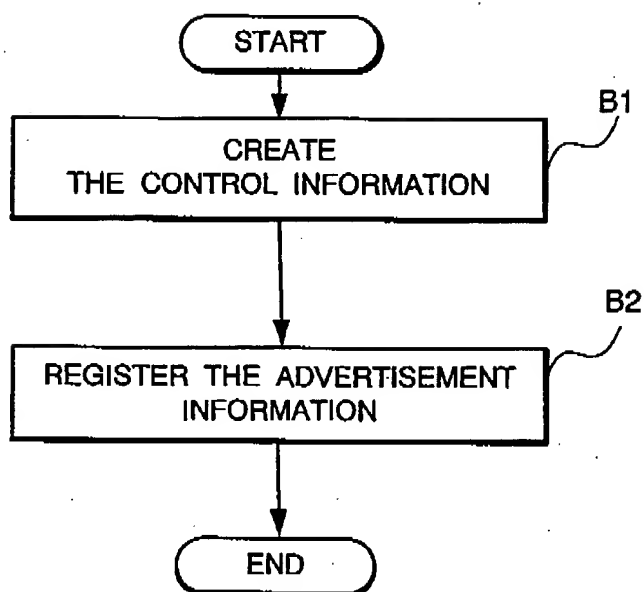 START
B1
CREATE
THE CONTROL INFORMATION
B2
REGISTER THE ADVERTISEMENT
INFORMATION
END